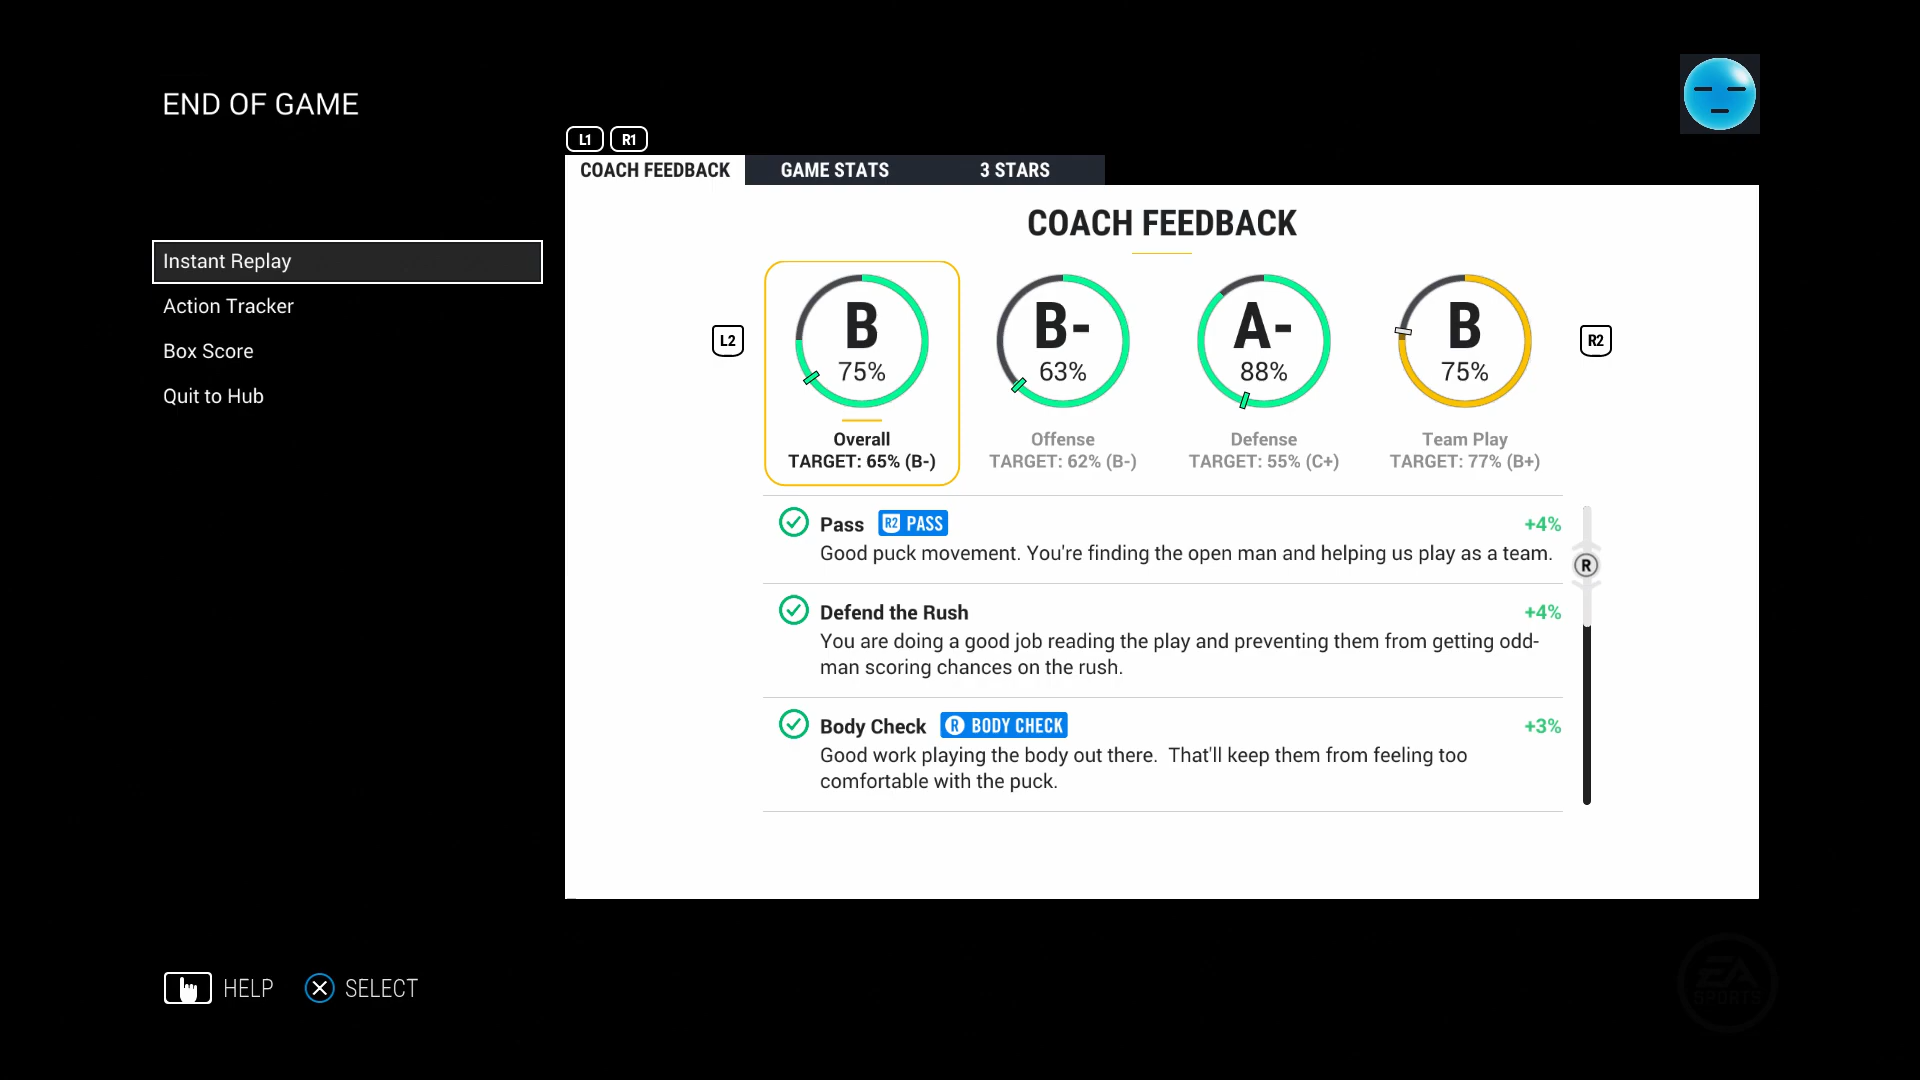 END OF GAME
L1 R1
COACH FEEDBACK GAME STATS 3 STARS
Instant Replay
Action Tracker
Box Score
Quit to Hub
COACH FEEDBACK
L2
B
75%
Overall
TARGET: 65% (B-)
B-
63%
Offense
TARGET: 62% (B-)
A-
88%
Defense
TARGET: 55% (C+)
B
75%
Team Play
TARGET: 77% (B+)
R2
Pass R2 PASS +4%
Good puck movement. You're finding the open man and helping us play as a team.
R
Defend the Rush +4%
You are doing a good job reading the play and preventing them from getting odd-
man scoring chances on the rush.
Body Check R BODY CHECK +3%
Good work playing the body out there. That'll keep them from feeling too
comfortable with the puck.
HELP SELECT
EA
SPORTS